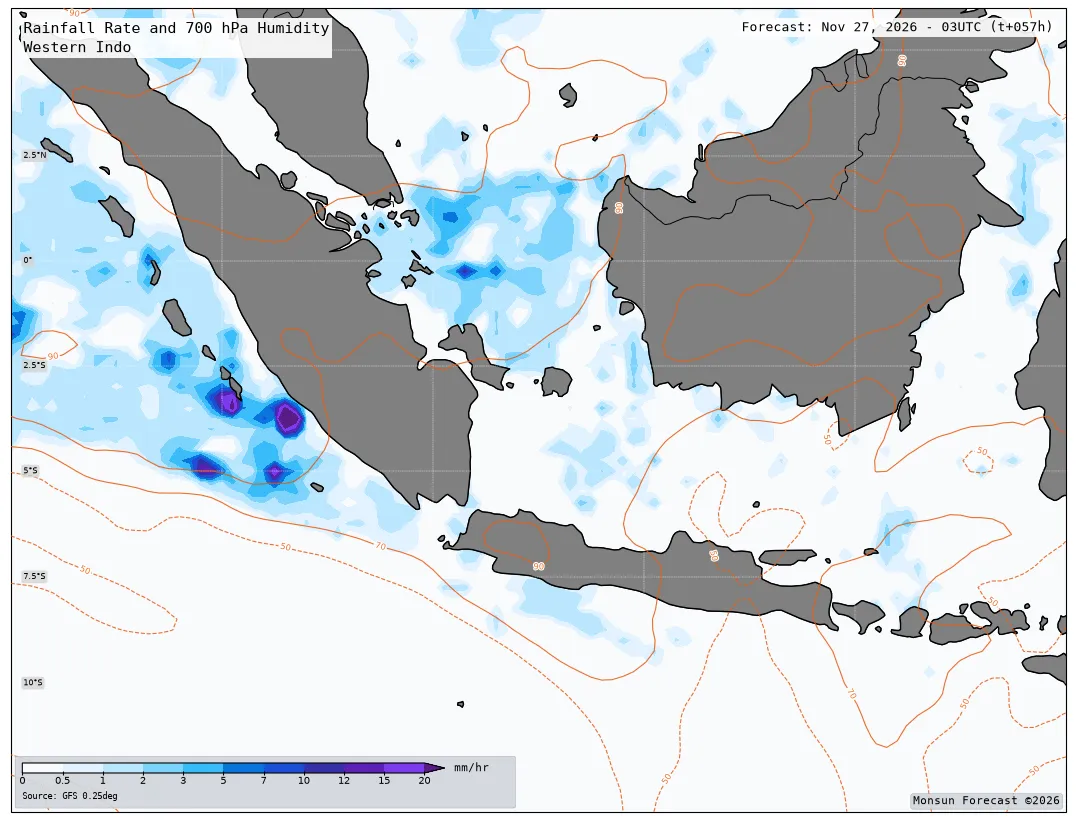 Rainfall Rate and 700 hPa Humidity
Western Indo
Forecast: Nov 27, 2026 - 03UTC (t+057h)
90
90
2.5°N
90
0°
90
2.5°S
50
50
5°S
50
70
90
50
7.5°S
50
50
10°S
70
50
50
50
mm/hr
0 0.5 1 2 3 5 7 10 12 15 20
Source: GFS 0.25deg
Monsun Forecast ©2026